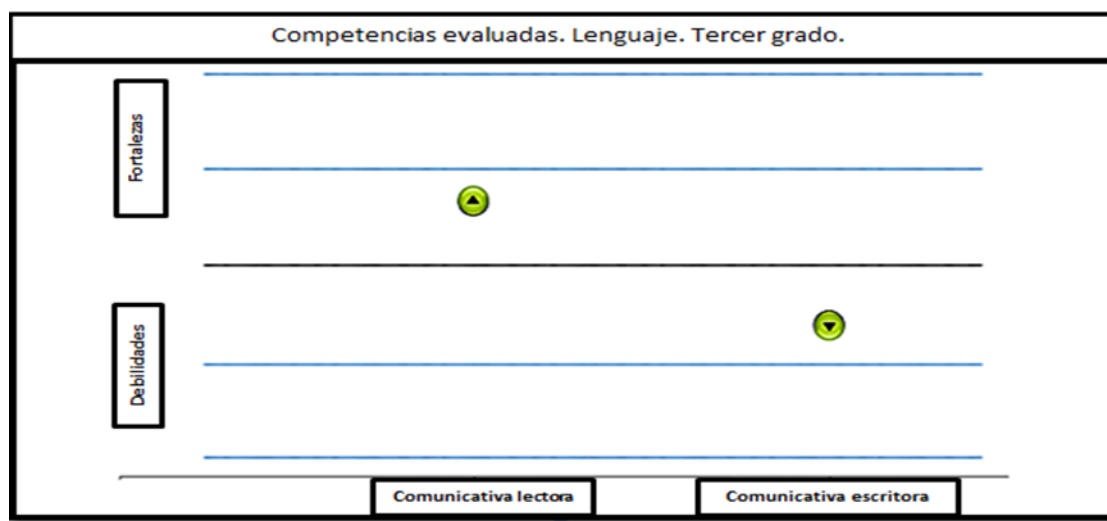 Competencias evaluadas. Lenguaje. Tercer grado.
Fortalezas
Debilidades
Comunicativa lectora
Comunicativa escritora